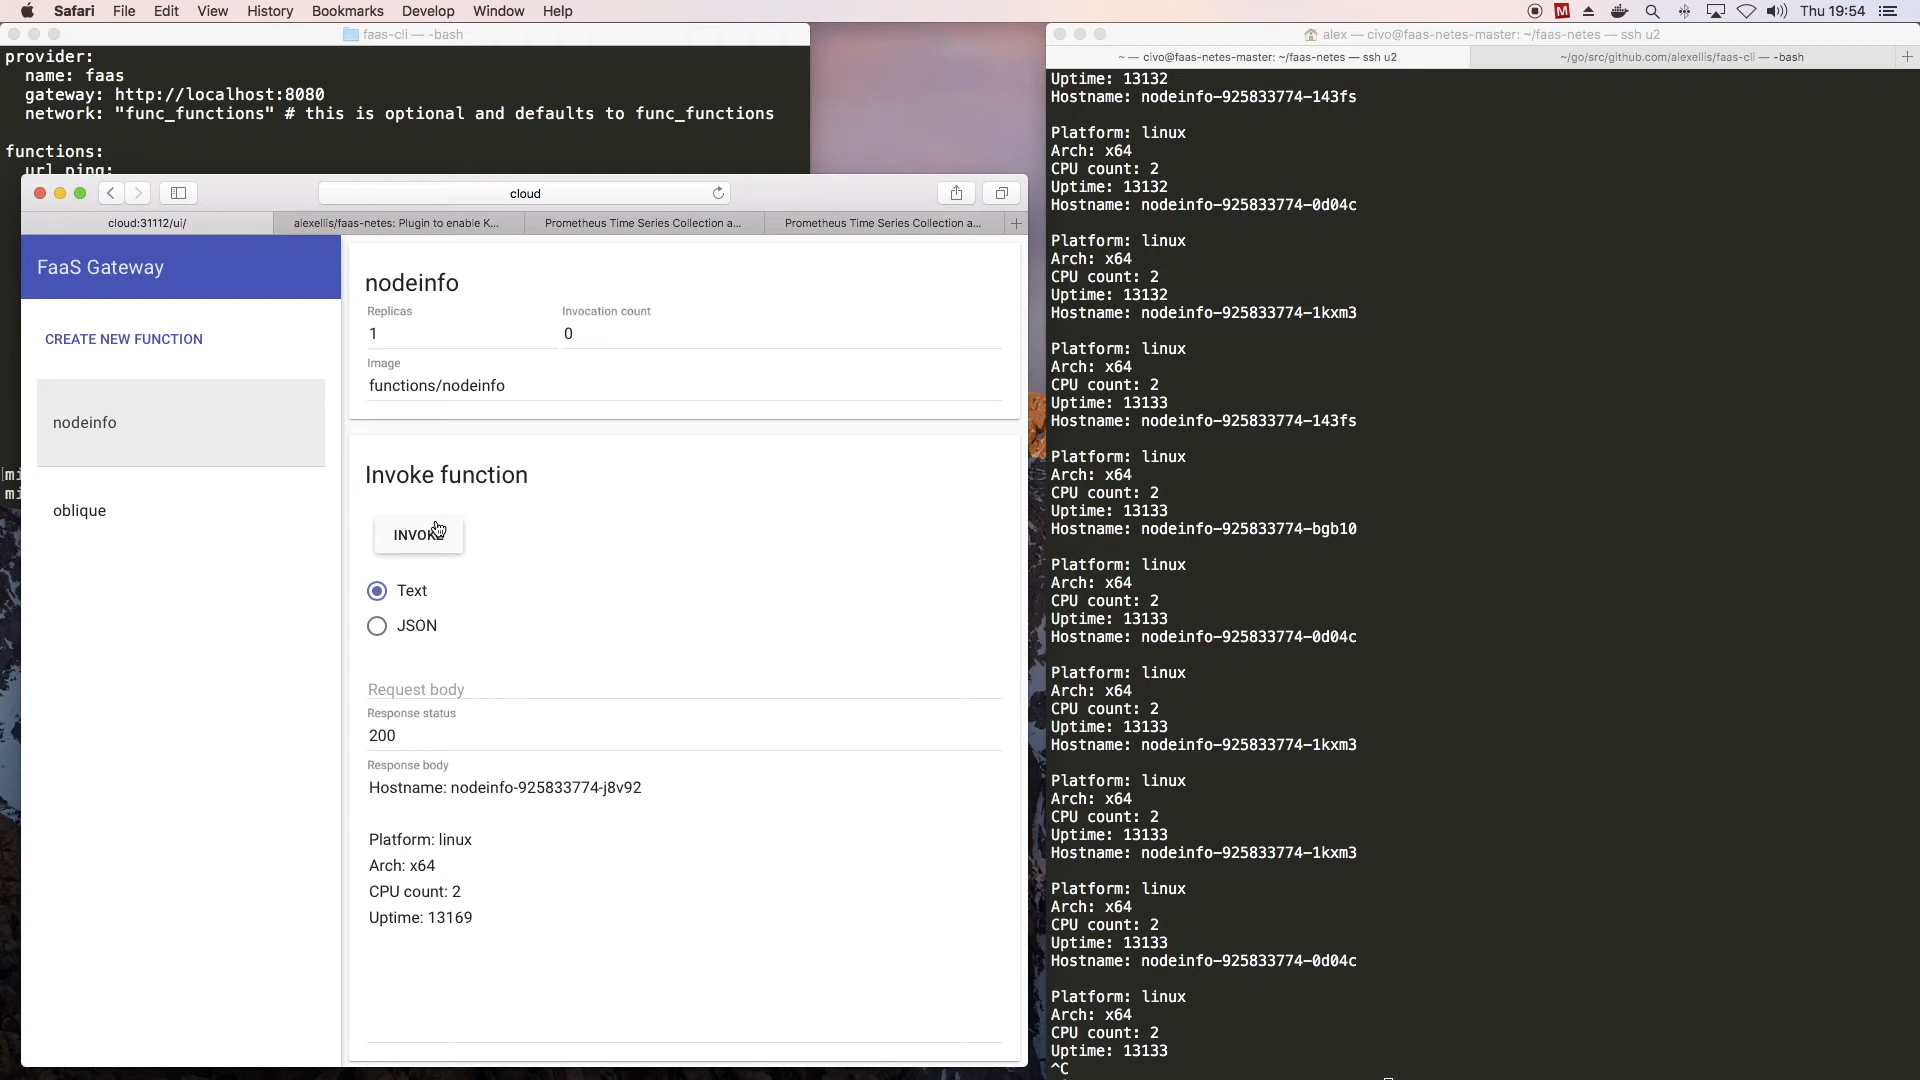 Safari File Edit View History Bookmarks Develop Window Help
Thu 19:54
faas-cli — -bash
provider:
name: faas
gateway: http://localhost:8080
network: "func_functions" # this is optional and defaults to func_functions
functions:
url_ping:
mi
mi
cloud
cloud:31112/ui/
alexellis/faas-netes: Plugin to enable K...
Prometheus Time Series Collection a...
Prometheus Time Series Collection a...
FaaS Gateway
CREATE NEW FUNCTION
nodeinfo
oblique
nodeinfo
Replicas
Invocation count
1
0
Image
functions/nodeinfo
Invoke function
INVOKE
Text
JSON
Request body
Response status
200
Response body
Hostname: nodeinfo-925833774-j8v92
Platform: linux
Arch: x64
CPU count: 2
Uptime: 13169
alex — civo@faas-netes-master: ~/faas-netes — ssh u2
~ — civo@faas-netes-master: ~/faas-netes — ssh u2
~/go/src/github.com/alexellis/faas-cli — -bash
Uptime: 13132
Hostname: nodeinfo-925833774-143fs
Platform: linux
Arch: x64
CPU count: 2
Uptime: 13132
Hostname: nodeinfo-925833774-0d04c
Platform: linux
Arch: x64
CPU count: 2
Uptime: 13132
Hostname: nodeinfo-925833774-1kxm3
Platform: linux
Arch: x64
CPU count: 2
Uptime: 13133
Hostname: nodeinfo-925833774-143fs
Platform: linux
Arch: x64
CPU count: 2
Uptime: 13133
Hostname: nodeinfo-925833774-bgb10
Platform: linux
Arch: x64
CPU count: 2
Uptime: 13133
Hostname: nodeinfo-925833774-0d04c
Platform: linux
Arch: x64
CPU count: 2
Uptime: 13133
Hostname: nodeinfo-925833774-1kxm3
Platform: linux
Arch: x64
CPU count: 2
Uptime: 13133
Hostname: nodeinfo-925833774-1kxm3
Platform: linux
Arch: x64
CPU count: 2
Uptime: 13133
Hostname: nodeinfo-925833774-0d04c
Platform: linux
Arch: x64
CPU count: 2
Uptime: 13133
^C